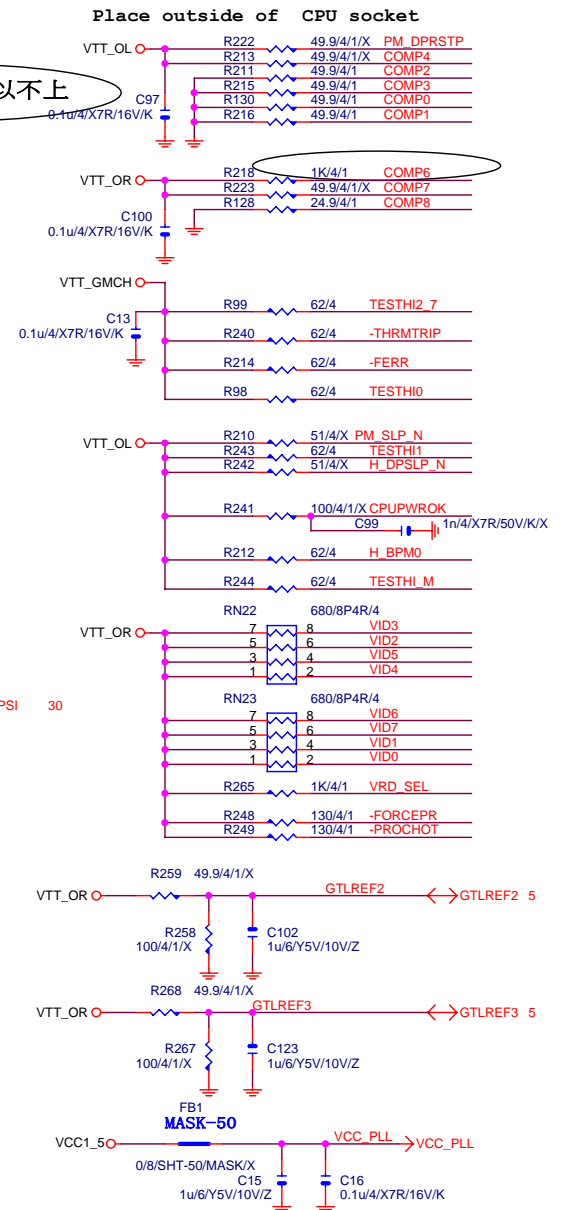 Place outside of CPU socket
VTT_OL R222 49.9/4/1/X PM_DPRSTP
R213 49.9/4/1/X COMP4
R211 49.9/4/1 COMP2
以不上
R215 49.9/4/1 COMP3
C97 R130 49.9/4/1 COMP0
0.1u/4/X7R/16V/K R216 49.9/4/1 COMP1
VTT_OR R218 1K/4/1 COMP6
R223 49.9/4/1/X COMP7
R128 24.9/4/1 COMP8
C100
0.1u/4/X7R/16V/K
VTT_GMCH
R99 62/4 TESTHI2_7
C13
0.1u/4/X7R/16V/K
R240 62/4 -THRMTRIP
R214 62/4 -FERR
R98 62/4 TESTHI0
VTT_OL R210 51/4/X PM_SLP_N
R243 62/4 TESTHI1
R242 51/4/X H_DPSLP_N
R241 100/4/1/X CPUPWROK
C99 1n/4/X7R/50V/K/X
R212 62/4 H_BPM0
R244 62/4 TESTHI_M
RN22 680/8P4R/4
VTT_OR 7 8 VID3
5 6 VID2
3 4 VID5
1 2 VID4
RN23 680/8P4R/4
PSI 30
7 8 VID6
5 6 VID7
3 4 VID1
1 2 VID0
R265 1K/4/1 VRD_SEL
R248 130/4/1 -FORCEPR
R249 130/4/1 -PROCHOT
R259 49.9/4/1/X
VTT_OR GTLREF2 GTLREF2 5
R258 C102
100/4/1/X 1u/6/Y5V/10V/Z
R268 49.9/4/1/X
VTT_OR GTLREF3 GTLREF3 5
R267 C123
100/4/1/X 1u/6/Y5V/10V/Z
FB1
MASK-50
VCC1_5 VCC_PLL VCC_PLL
0/8/SHT-50/MASK/X
C15 C16
1u/6/Y5V/10V/Z 0.1u/4/X7R/16V/K